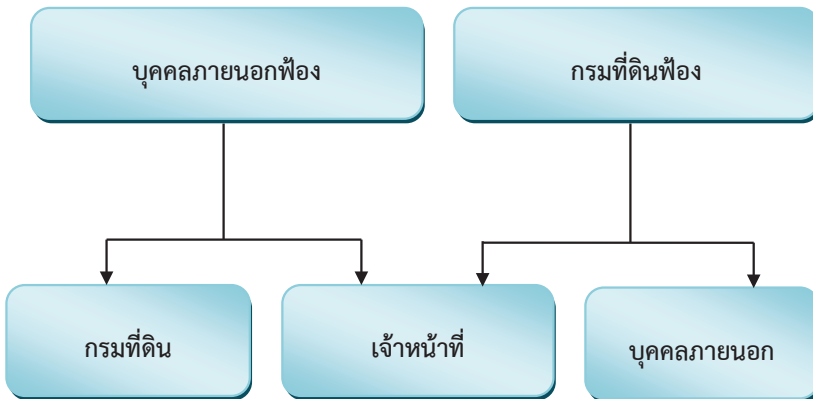 บุคคลภายนอกฟ้อง
กรมที่ดินฟ้อง
กรมที่ดิน
เจ้าหน้าที่
บุคคลภายนอก